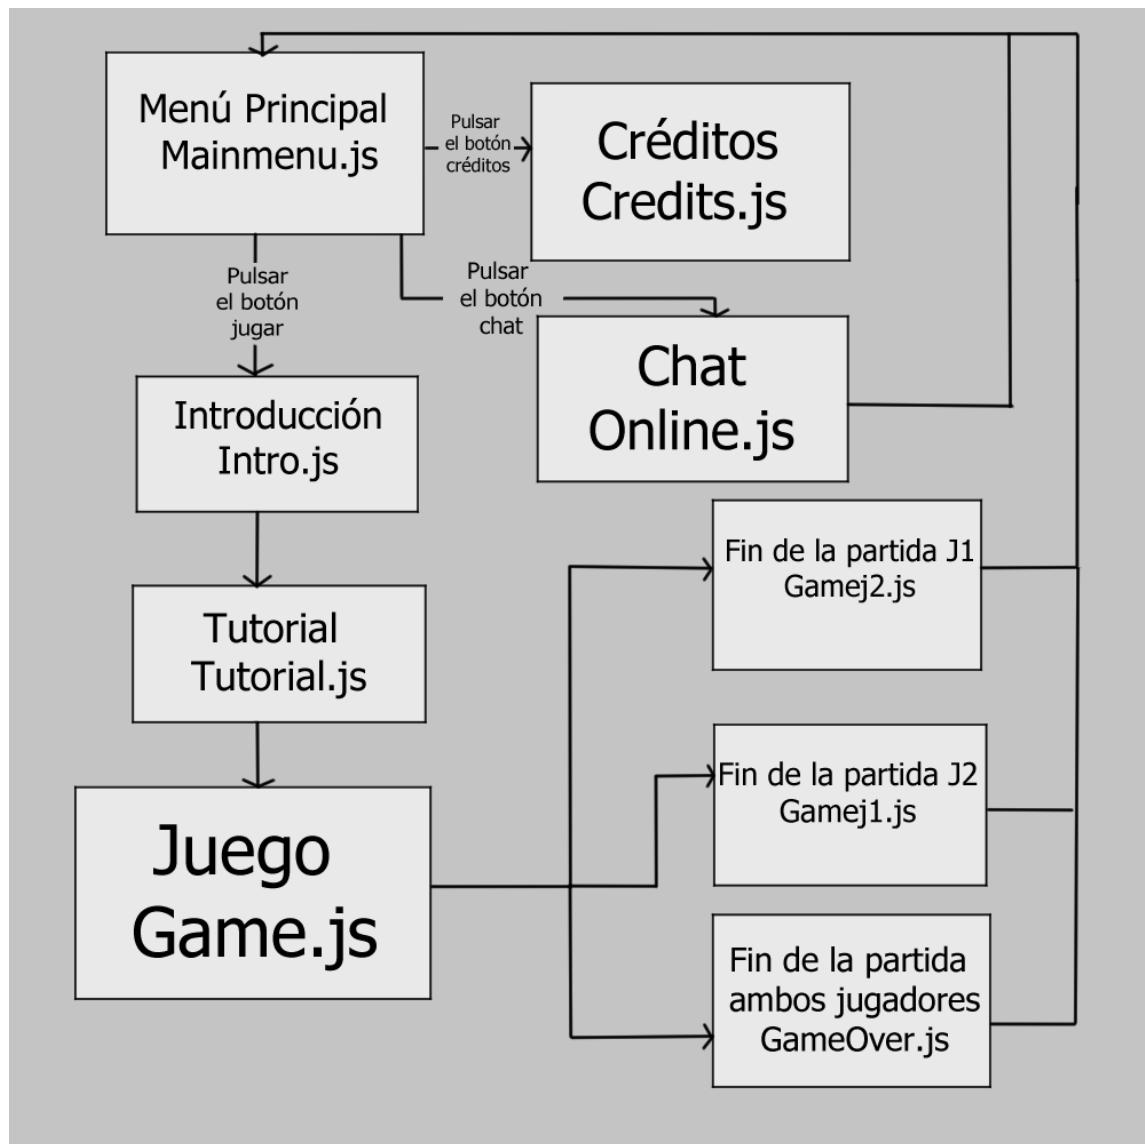 Menú Principal
Mainmenu.js
Pulsar
el botón
créditos
Créditos
Credits.js
Pulsar
el botón
jugar
Pulsar
el botón
chat
Chat
Online.js
Introducción
Intro.js
Tutorial
Tutorial.js
Juego
Game.js
Fin de la partida J1
Gamej2.js
Fin de la partida J2
Gamej1.js
Fin de la partida
ambos jugadores
GameOver.js